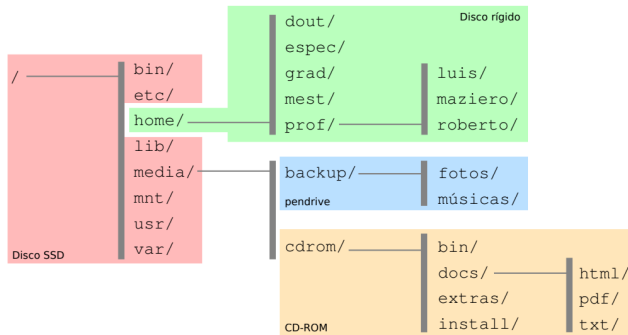 /
bin/
etc/
home/
lib/
media/
mnt/
usr/
var/
Disco SSD
dout/
espec/
grad/
mest/
prof/
Disco rígido
luis/
maziero/
roberto/
backup/
pendrive
fotos/
músicas/
cdrom/
CD-ROM
bin/
docs/
extras/
install/
html/
pdf/
txt/